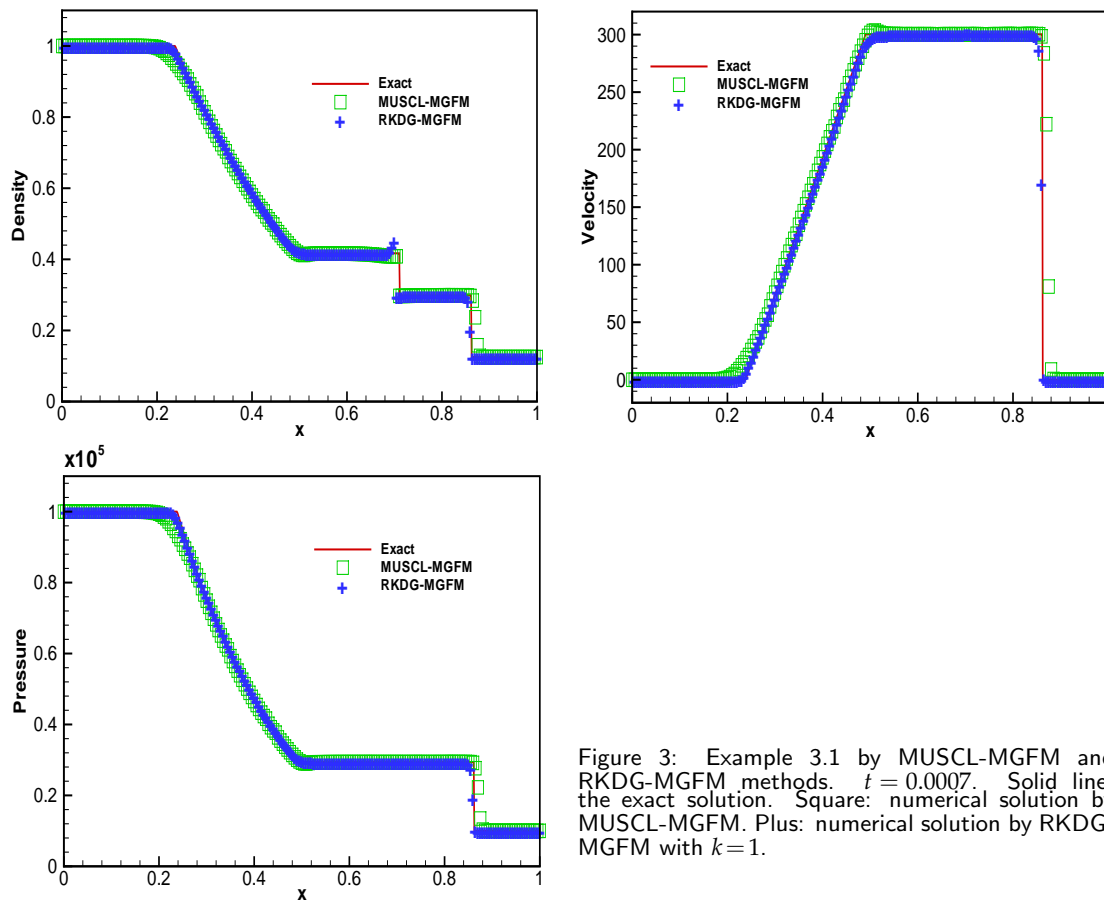 Density
1
0.8
0.6
0.4
0.2
0
0 0.2 0.4 0.6 0.8 1
x
Exact
MUSCL-MGFM
RKDG-MGFM
Velocity
300
250
200
150
100
50
0
0 0.2 0.4 0.6 0.8
x
Exact
MUSCL-MGFM
RKDG-MGFM
x10^5
Pressure
1
0.8
0.6
0.4
0.2
0
0 0.2 0.4 0.6 0.8 1
x
Exact
MUSCL-MGFM
RKDG-MGFM
Figure 3: Example 3.1 by MUSCL-MGFM and
RKDG-MGFM methods. t = 0.0007. Solid line
the exact solution. Square: numerical solution b
MUSCL-MGFM. Plus: numerical solution by RKDG
MGFM with k=1.